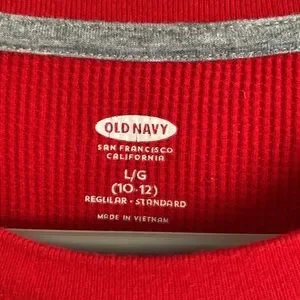 OLD NAVY
SAN FRANCISCO
CALIFORNIA
L/G
(10-12)
REGULAR · STANDARD
MADE IN VIETNAM